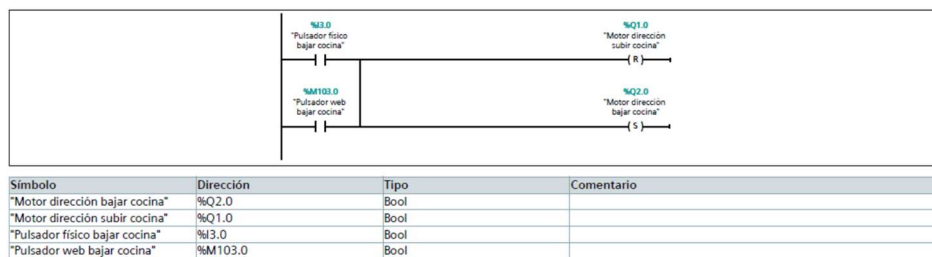 %I3.0
"Pulsador físico
bajar cocina"
%Q1.0
"Motor dirección
subir cocina"
R
%M103.0
"Pulsador web
bajar cocina"
%Q2.0
"Motor dirección
bajar cocina"
S
Símbolo Dirección Tipo Comentario
"Motor dirección bajar cocina" %Q2.0 Bool
"Motor dirección subir cocina" %Q1.0 Bool
"Pulsador físico bajar cocina" %I3.0 Bool
"Pulsador web bajar cocina" %M103.0 Bool